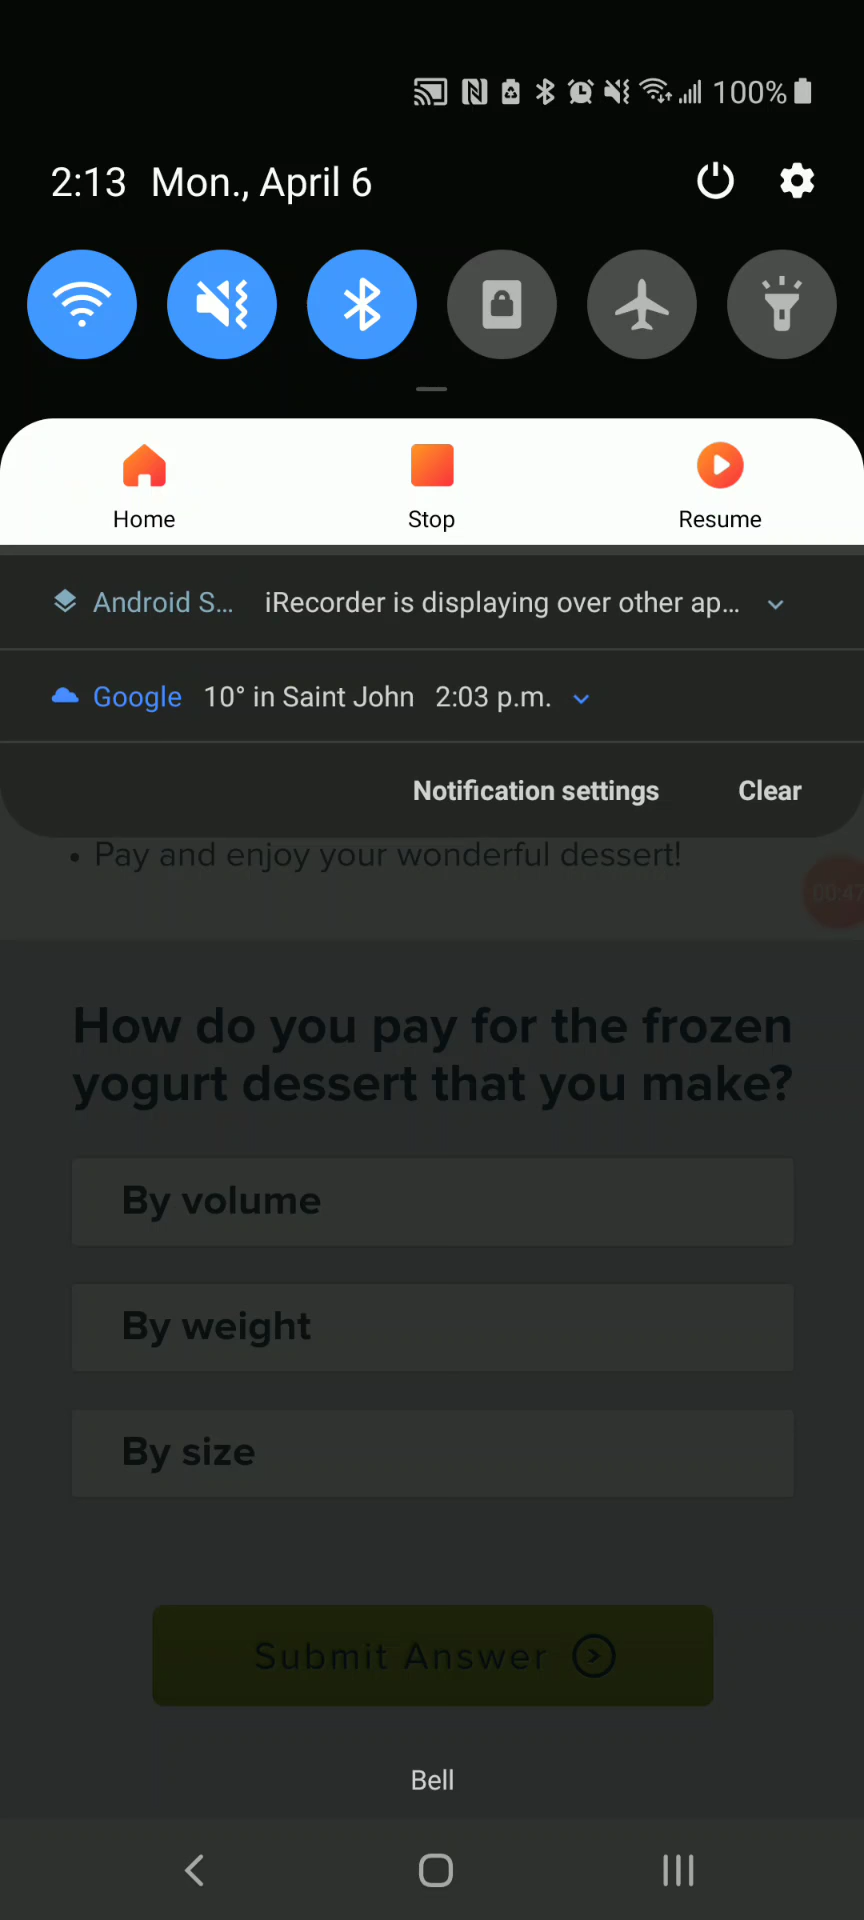 100%
2:13 Mon., April 6
Home Stop Resume
Android S... iRecorder is displaying over other ap...
Google 10° in Saint John 2:03 p.m.
Notification settings Clear
• Pay and enjoy your wonderful dessert!
00:47
How do you pay for the frozen
yogurt dessert that you make?
By volume
By weight
By size
Submit Answer
Bell